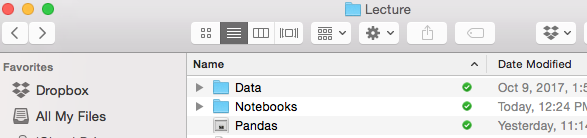 Lecture
Name Date Modified
Favorites
Data Oct 9, 2017, 1:5
Dropbox
Notebooks Today, 12:24 PM
All My Files
Pandas Yesterday, 11:14